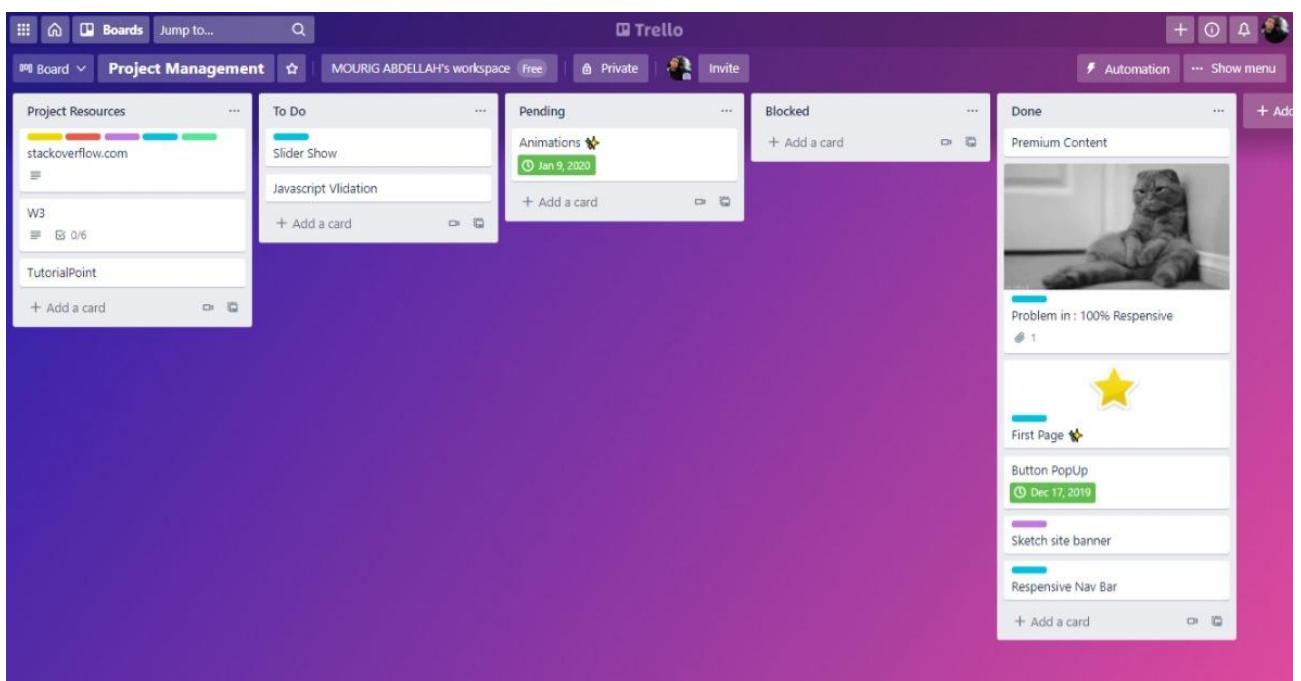 Boards
Jump to...
Trello
Board
Project Management
MOURIG ABDELLAH's workspace Free
Private
Invite
Automation
... Show menu
Project Resources ...
stackoverflow.com
W3
0/6
TutorialPoint
+ Add a card
To Do ...
Slider Show
Javascript Vlidation
+ Add a card
Pending ...
Animations
Jan 9, 2020
+ Add a card
Blocked ...
+ Add a card
Done ...
Premium Content
Problem in : 100% Responsive
1
First Page
Button PopUp
Dec 17, 2019
Sketch site banner
Respensive Nav Bar
+ Add a card
+ Add